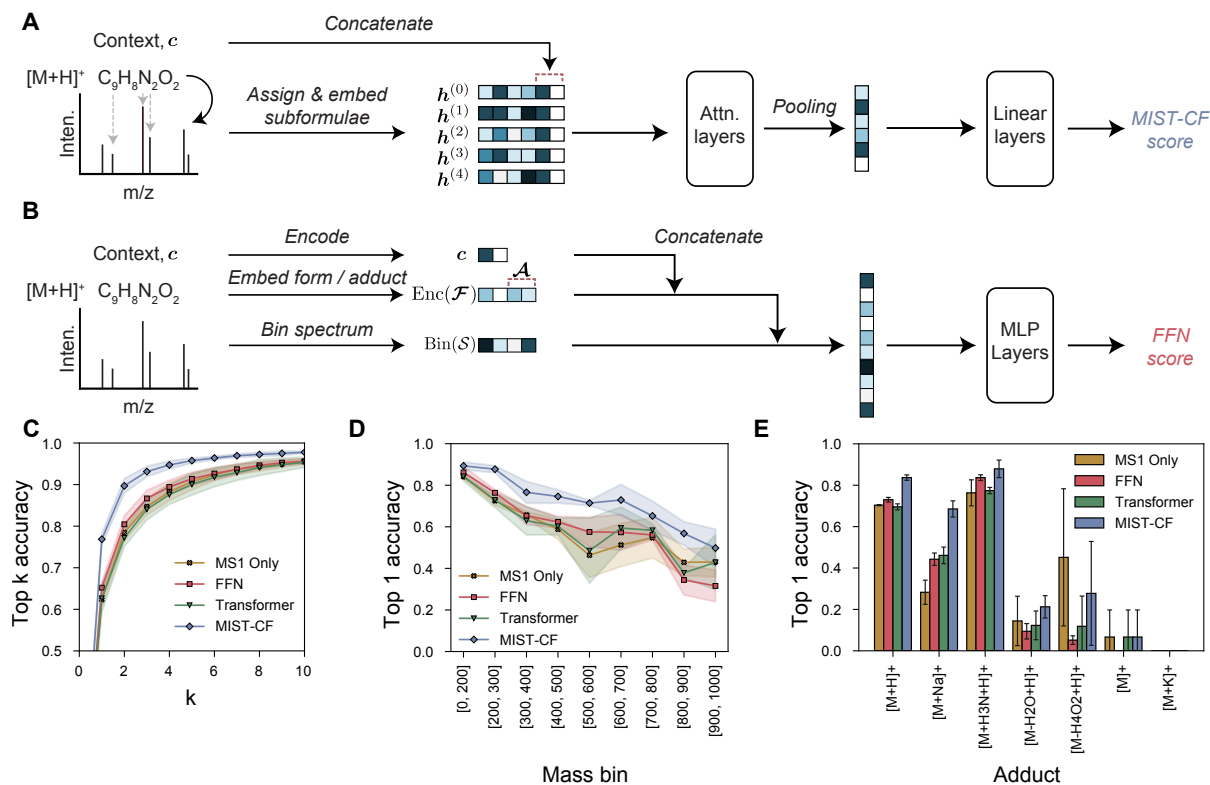 A
Context, c
Concatenate
[M+H]⁺ C₉H₈N₂O₂
Assign & embed
subformulae
h⁽⁰⁾
h⁽¹⁾
h⁽²⁾
h⁽³⁾
h⁽⁴⁾
Attn.
layers
Pooling
Linear
layers
MIST-CF
score
Inten.
m/z
B
Context, c
Encode
c
Concatenate
[M+H]⁺ C₉H₈N₂O₂
Embed form / adduct
Enc(F)
A
Bin spectrum
Bin(S)
MLP
Layers
FFN
score
Inten.
m/z
C
Top k accuracy
1.0
0.9
0.8
0.7
0.6
0.5
0 2 4 6 8 10
k
MS1 Only
FFN
Transformer
MIST-CF
D
Top 1 accuracy
1.0
0.8
0.6
0.4
0.2
0.0
MS1 Only
FFN
Transformer
MIST-CF
[0, 200]
[200, 300]
[300, 400]
[400, 500]
[500, 600]
[600, 700]
[700, 800]
[800, 900]
[900, 1000]
Mass bin
E
Top 1 accuracy
1.0
0.8
0.6
0.4
0.2
0.0
MS1 Only
FFN
Transformer
MIST-CF
[M+H]+
[M+Na]+
[M+H3N+H]+
[M-H2O+H]+
[M-H4O2+H]+
[M]+
[M+K]+
Adduct